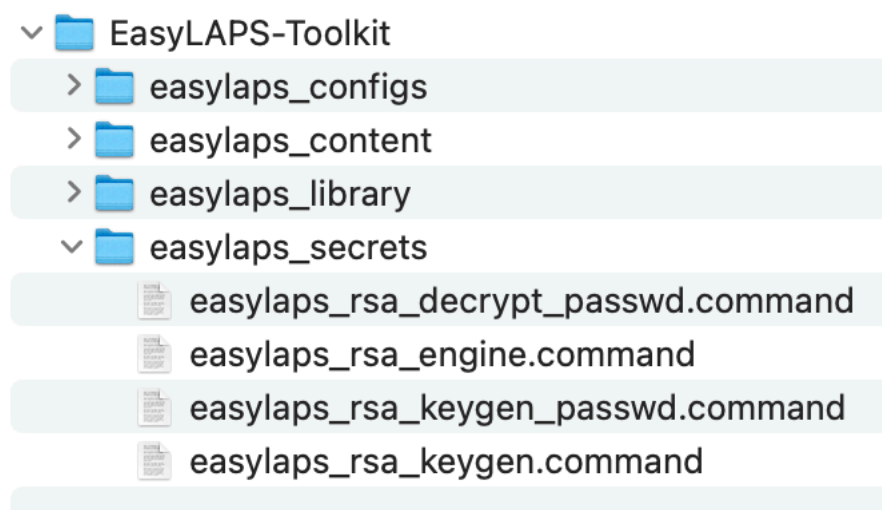 EasyLAPS-Toolkit
easylaps_configs
easylaps_content
easylaps_library
easylaps_secrets
easylaps_rsa_decrypt_passwd.command
easylaps_rsa_engine.command
easylaps_rsa_keygen_passwd.command
easylaps_rsa_keygen.command